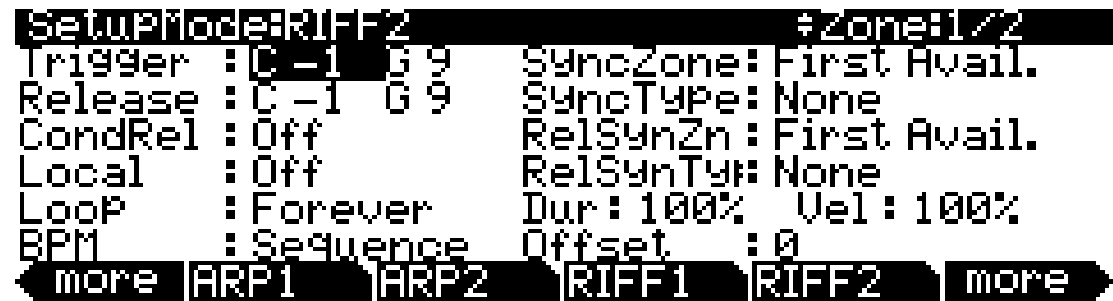 SetupMode:RIFF2 Zone:1/2
Trigger :C -1 G 9 SyncZone:First Avail.
Release :C -1 G 9 SyncType:None
CondRel :Off RelSynZn :First Avail.
Local :Off RelSynTyp:None
Loop :Forever Dur:100% Vel:100%
BPM :Sequence Offset :0
more ARP1 ARP2 RIFF1 RIFF2 more